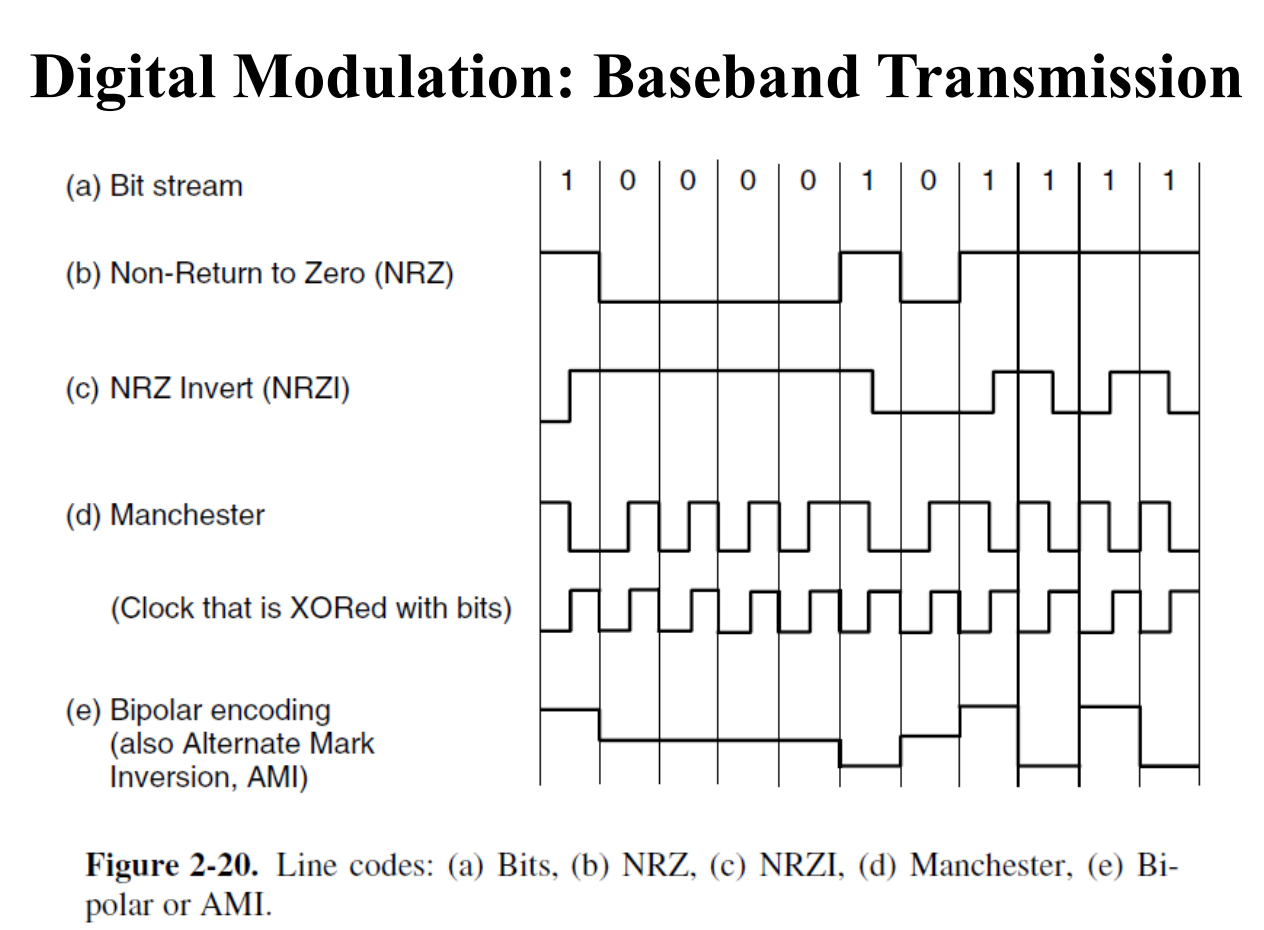 Digital Modulation: Baseband Transmission
(a) Bit stream 1 0 0 0 0 1 0 1 1 1 1
(b) Non-Return to Zero (NRZ)
(c) NRZ Invert (NRZI)
(d) Manchester
(Clock that is XORed with bits)
(e) Bipolar encoding
(also Alternate Mark
Inversion, AMI)
Figure 2-20. Line codes: (a) Bits, (b) NRZ, (c) NRZI, (d) Manchester, (e) Bi-
polar or AMI.